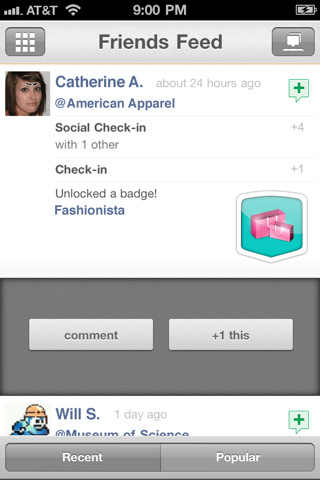 AT&T 9:00 PM
Friends Feed
Catherine A. about 24 hours ago
@American Apparel
Social Check-in +4
with 1 other
Check-in +1
Unlocked a badge!
Fashionista
comment +1 this
Will S. 1 day ago
@Museum of Science
Recent Popular